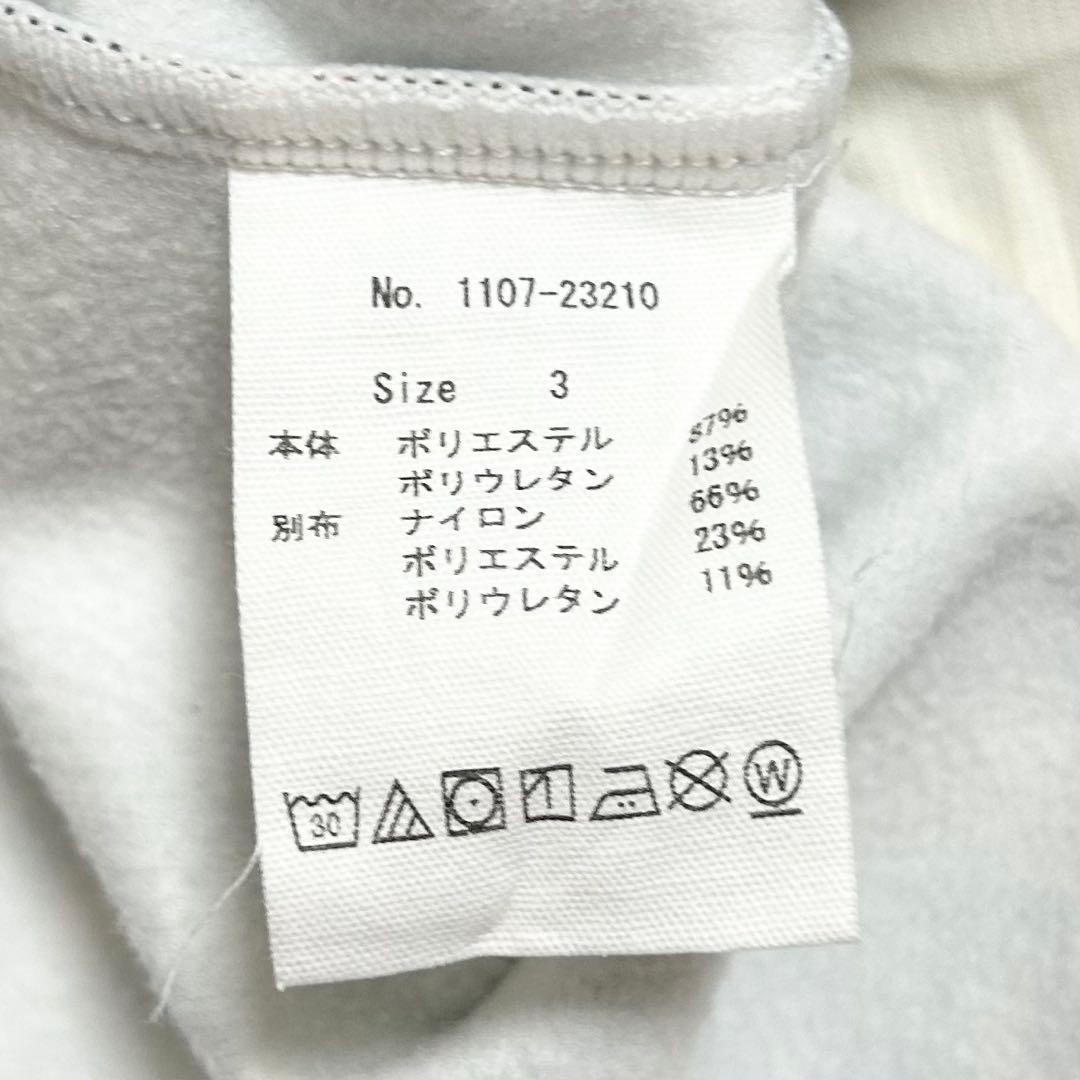 No. 1107-23210
Size 3
本体 ポリエステル 87%
ポリウレタン 13%
別布 ナイロン 66%
ポリエステル 23%
ポリウレタン 11%
30
W